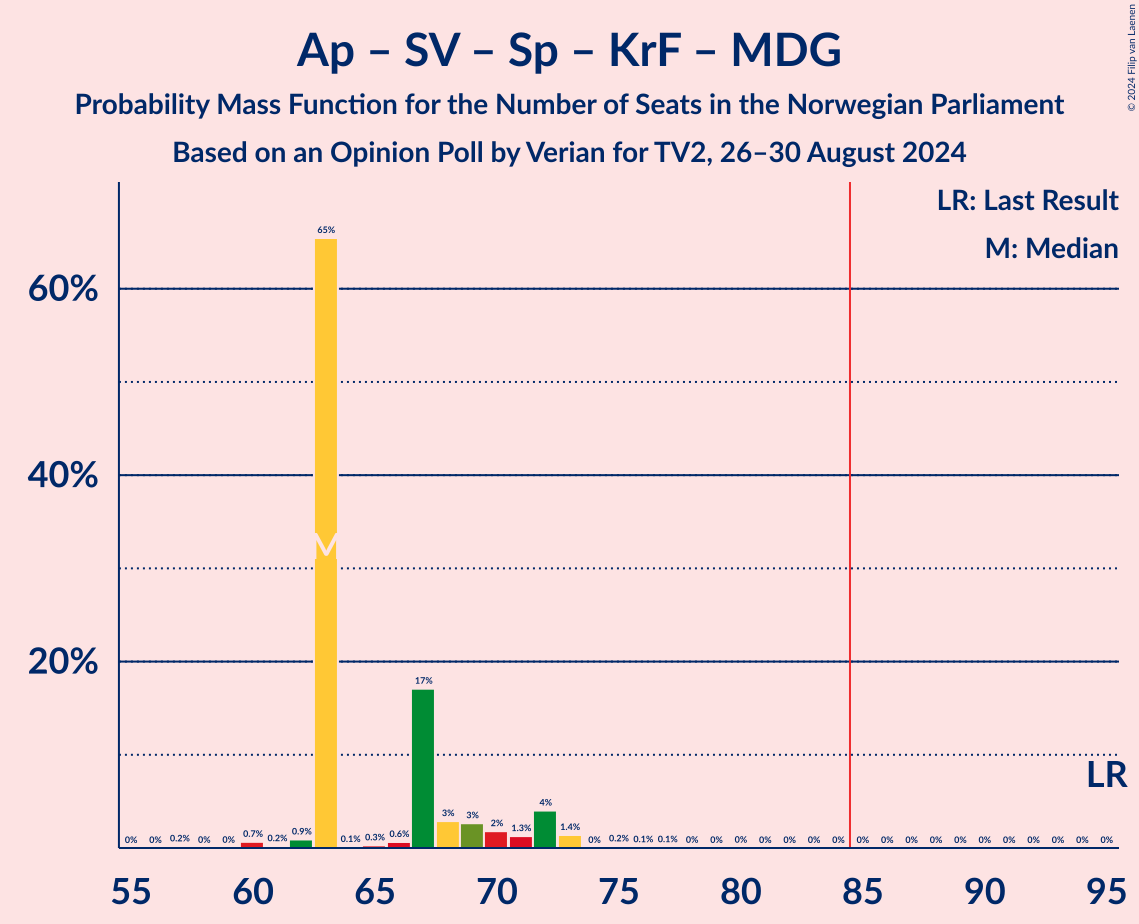 Ap – SV – Sp – KrF – MDG
Probability Mass Function for the Number of Seats in the Norwegian Parliament
Based on an Opinion Poll by Verian for TV2, 26–30 August 2024
© 2024 Filip van Laenen
LR: Last Result
M: Median
60%
40%
20%
65%
M
17%
LR
0% 0% 0.2% 0% 0% 0.7% 0.2% 0.9% 0.1% 0.3% 0.6% 3% 3% 2% 1.3% 4% 1.4% 0% 0.2% 0.1% 0.1% 0% 0% 0% 0% 0% 0% 0% 0% 0% 0% 0% 0% 0% 0% 0% 0% 0% 0%
55 60 65 70 75 80 85 90 95